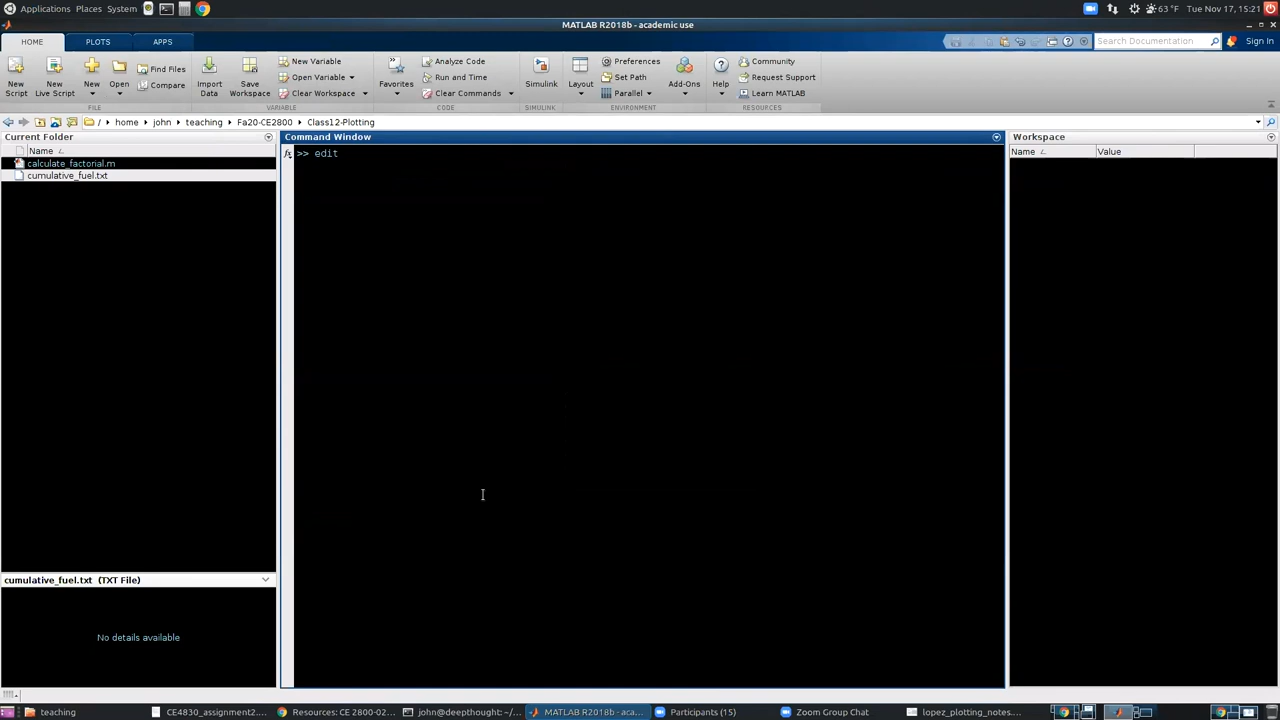 Applications Places System
63 °F Tue Nov 17, 15:21
MATLAB R2018b - academic use
HOME PLOTS APPS
Search Documentation
Sign In
New Script
New Live Script
New
Open
Find Files
Compare
Import Data
Save Workspace
New Variable
Open Variable
Clear Workspace
Favorites
Analyze Code
Run and Time
Clear Commands
Simulink
Layout
Preferences
Set Path
Parallel
Add-Ons
Help
Community
Request Support
Learn MATLAB
FILE VARIABLE CODE SIMULINK ENVIRONMENT RESOURCES
/ home john teaching Fa20-CE2800 Class12-Plotting
Current Folder
Name
calculate_factorial.m
cumulative_fuel.txt
Command Window
fx >> edit
Workspace
Name Value
cumulative_fuel.txt (TXT File)
No details available
teaching
CE4830_assignment2...
Resources: CE 2800-02...
john@deepthought: ~/t...
MATLAB R2018b - aca...
Participants (15)
Zoom Group Chat
lopez_plotting_notes...